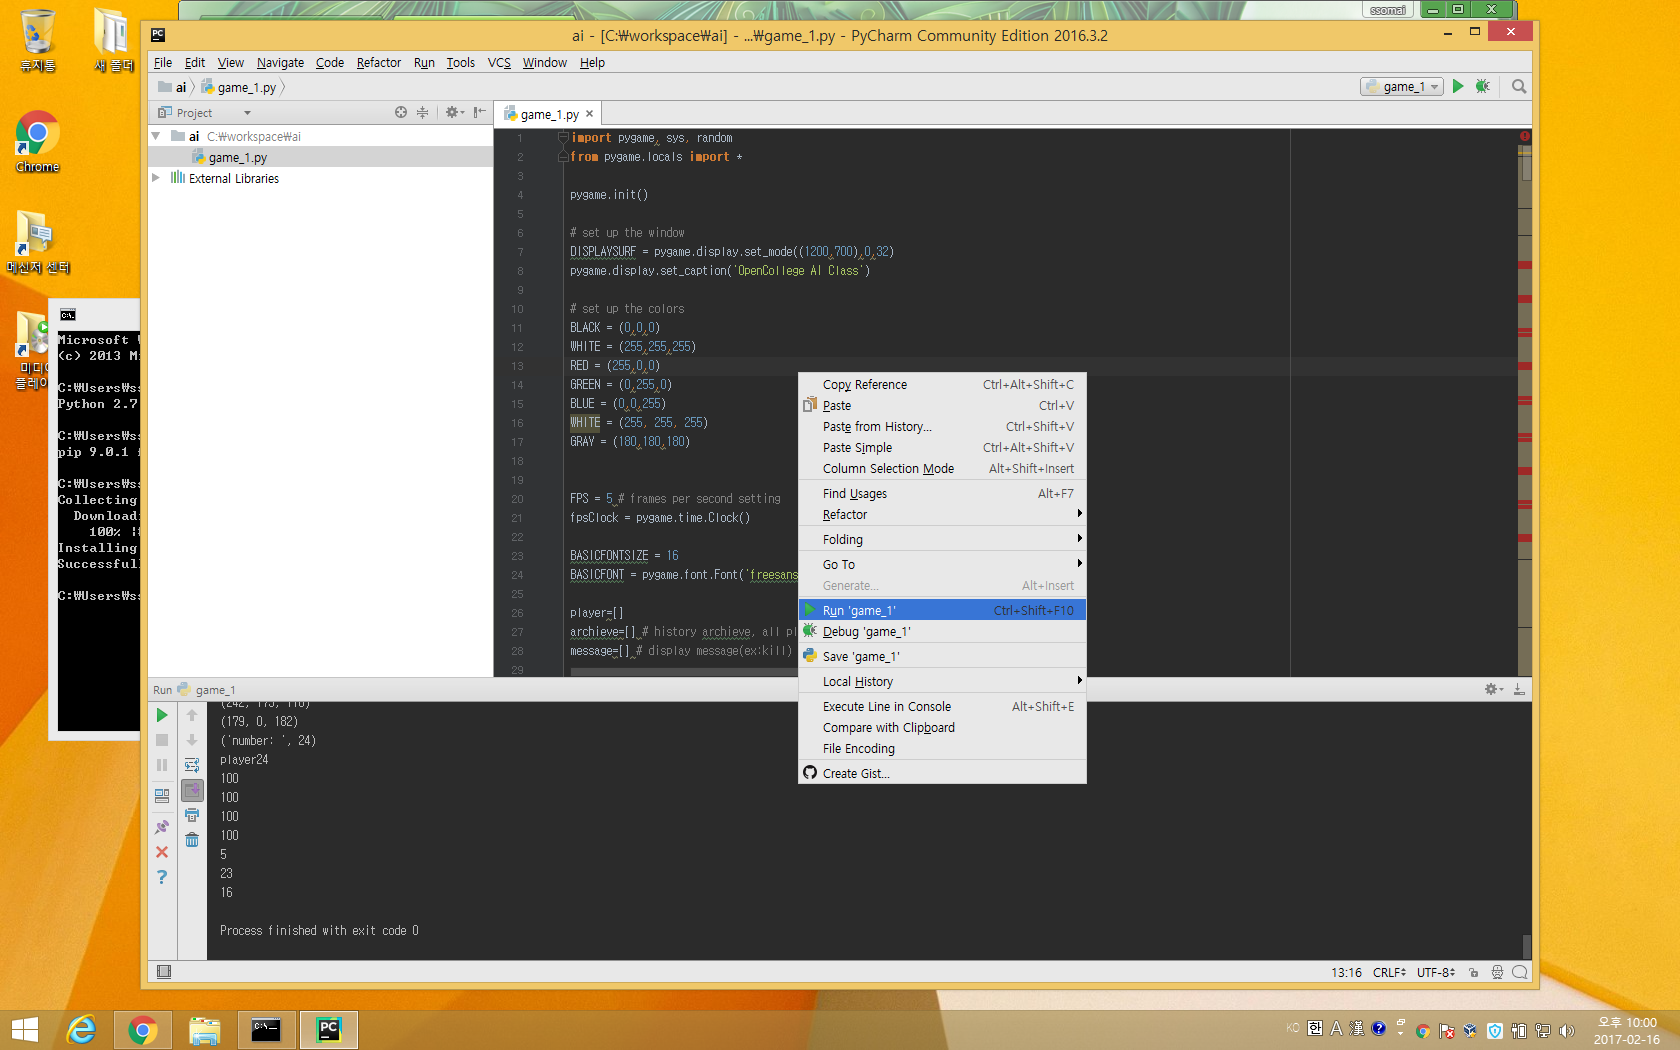 휴지통
새 폴더
Chrome
메신저 센터
미디어
플레이
ssomai
ai - [C:₩workspace₩ai] - ...₩game_1.py - PyCharm Community Edition 2016.3.2
File Edit View Navigate Code Refactor Run Tools VCS Window Help
ai game_1.py
game_1
Project
game_1.py
ai C:₩workspace₩ai
game_1.py
External Libraries
1 import pygame, sys, random
2 from pygame.locals import *
3
4 pygame.init()
5
6 # set up the window
7 DISPLAYSURF = pygame.display.set_mode((1200,700),0,32)
8 pygame.display.set_caption('OpenCollege AI Class')
9
10 # set up the colors
11 BLACK = (0,0,0)
12 WHITE = (255,255,255)
13 RED = (255,0,0)
14 GREEN = (0,255,0)
15 BLUE = (0,0,255)
16 WHITE = (255, 255, 255)
17 GRAY = (180,180,180)
18
19
20 FPS = 5 # frames per second setting
21 fpsClock = pygame.time.Clock()
22
23 BASICFONTSIZE = 16
24 BASICFONT = pygame.font.Font('freesans
25
26 player=[]
27 archieve=[] # history archieve, all pl
28 message=[] # display message(ex:kill)
29
Copy Reference Ctrl+Alt+Shift+C
Paste Ctrl+V
Paste from History... Ctrl+Shift+V
Paste Simple Ctrl+Alt+Shift+V
Column Selection Mode Alt+Shift+Insert
Find Usages Alt+F7
Refactor
Folding
Go To
Generate... Alt+Insert
Run 'game_1' Ctrl+Shift+F10
Debug 'game_1'
Save 'game_1'
Local History
Execute Line in Console Alt+Shift+E
Compare with Clipboard
File Encoding
Create Gist...
Microsoft
(c) 2013 Mi
C:₩Users₩ss
Python 2.7
C:₩Users₩ss
pip 9.0.1 f
C:₩Users₩ss
Collecting
Downloadi
100% |
Installing
Successful
C:₩Users₩ss
Run game_1
(242, 173, 110)
(179, 0, 182)
('number: ', 24)
player24
100
100
100
100
5
23
16
Process finished with exit code 0
13:16 CRLF UTF-8
KO 한 A 漢
오후 10:00
2017-02-16